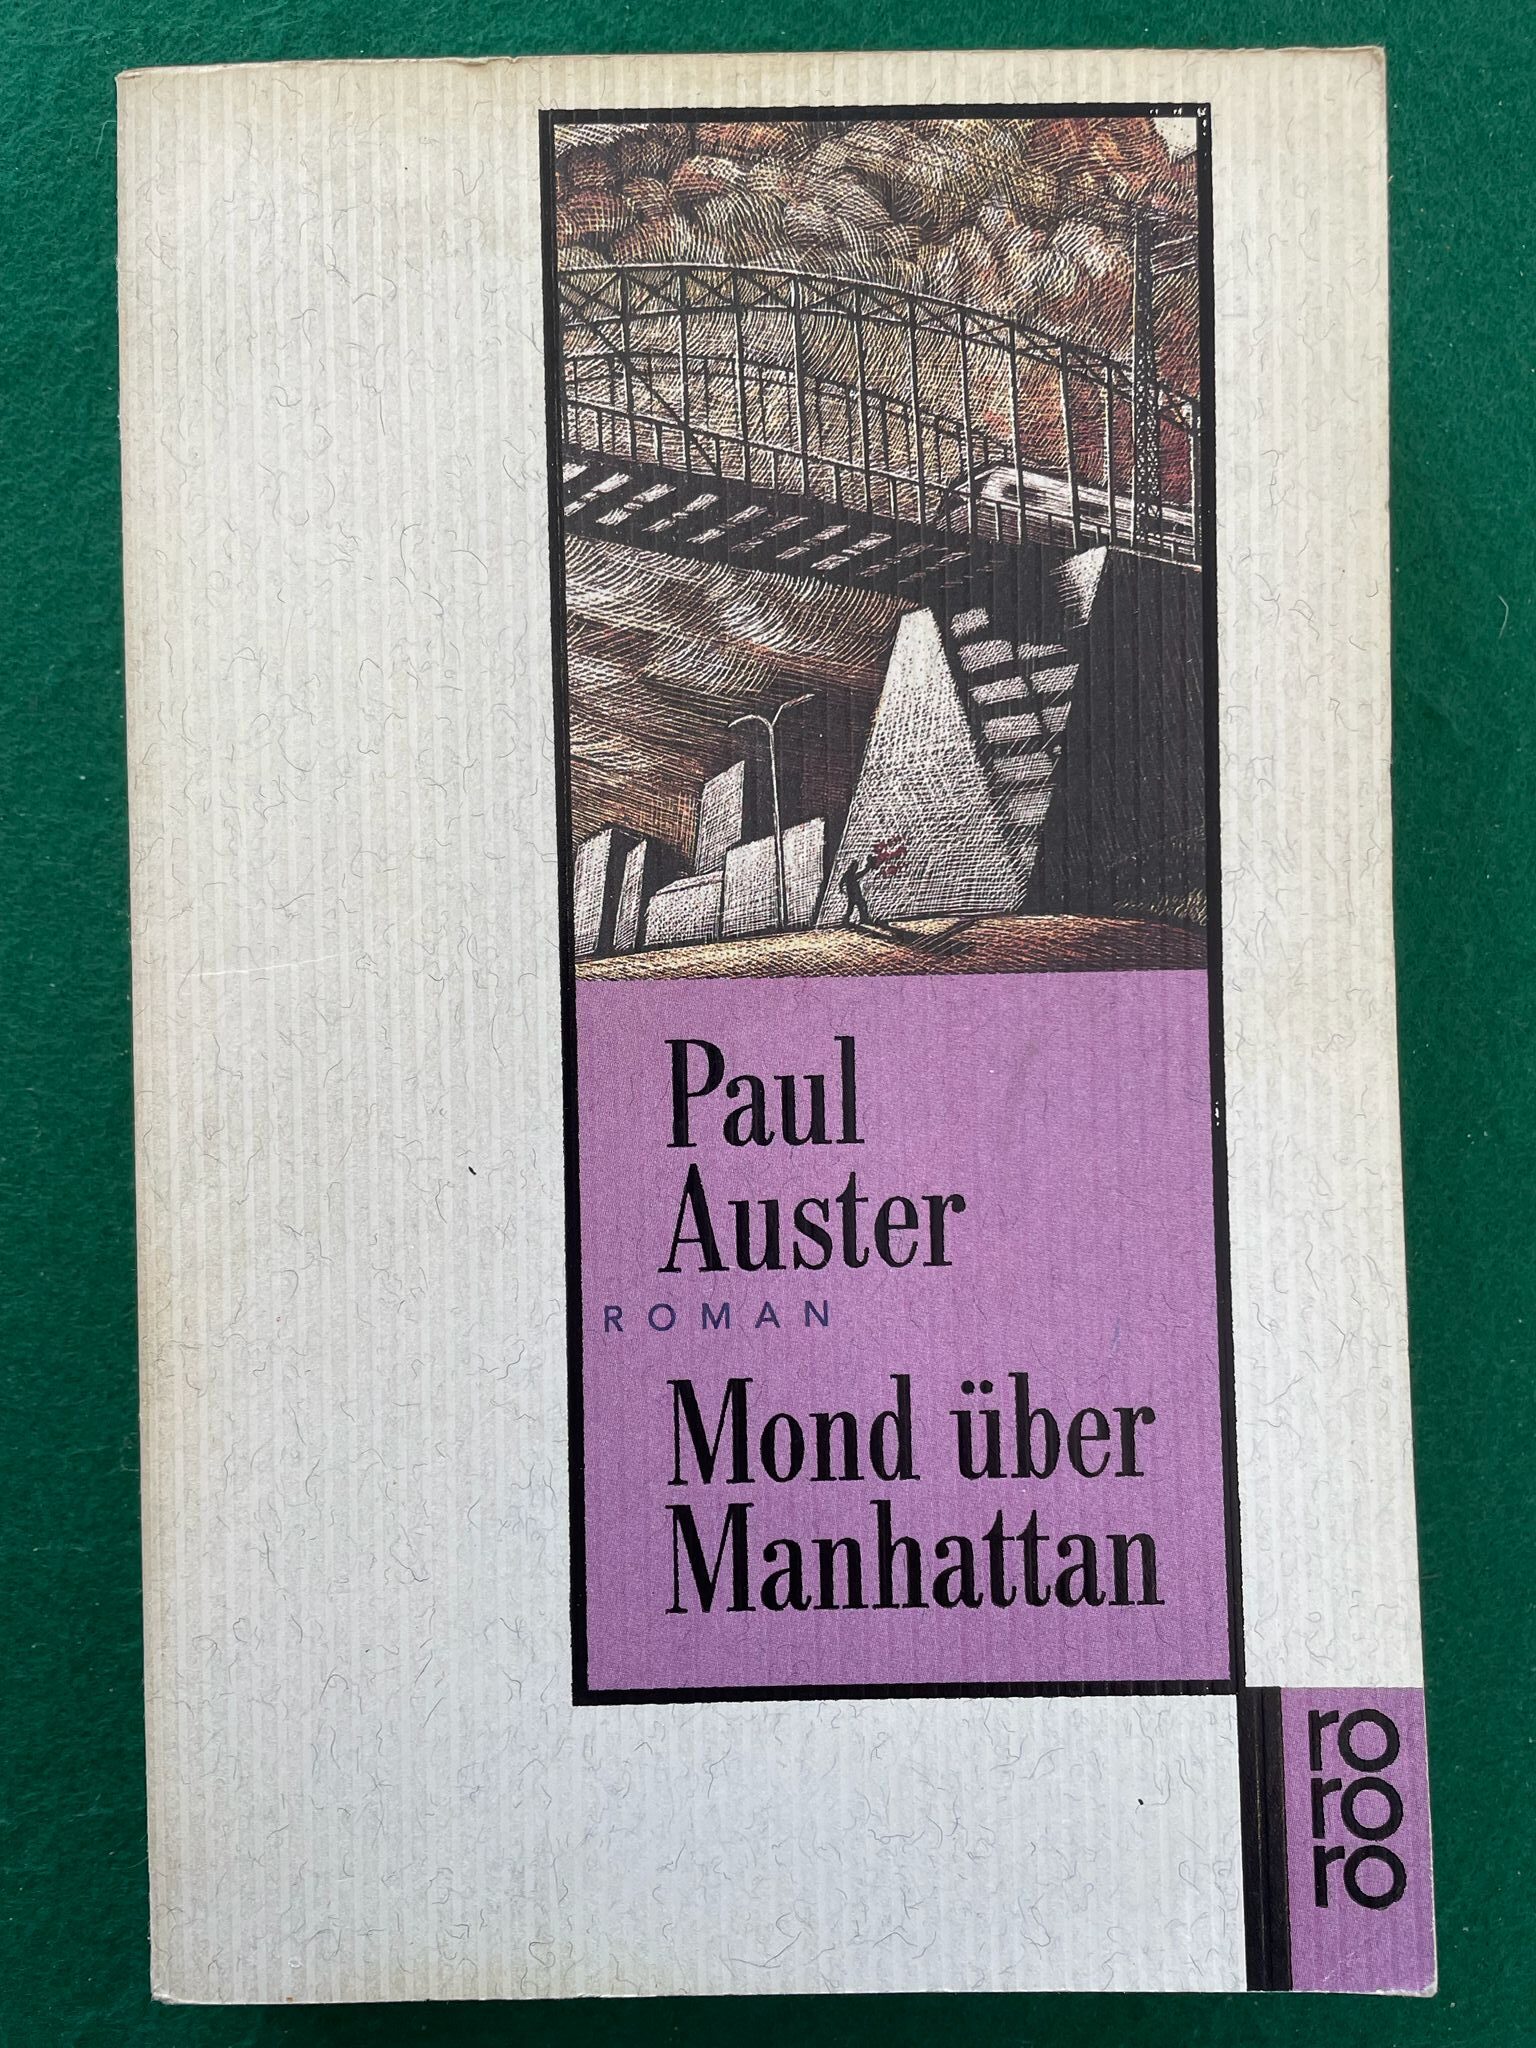 Paul
Auster
ROMAN
Mond über
Manhattan
ro
ro
ro